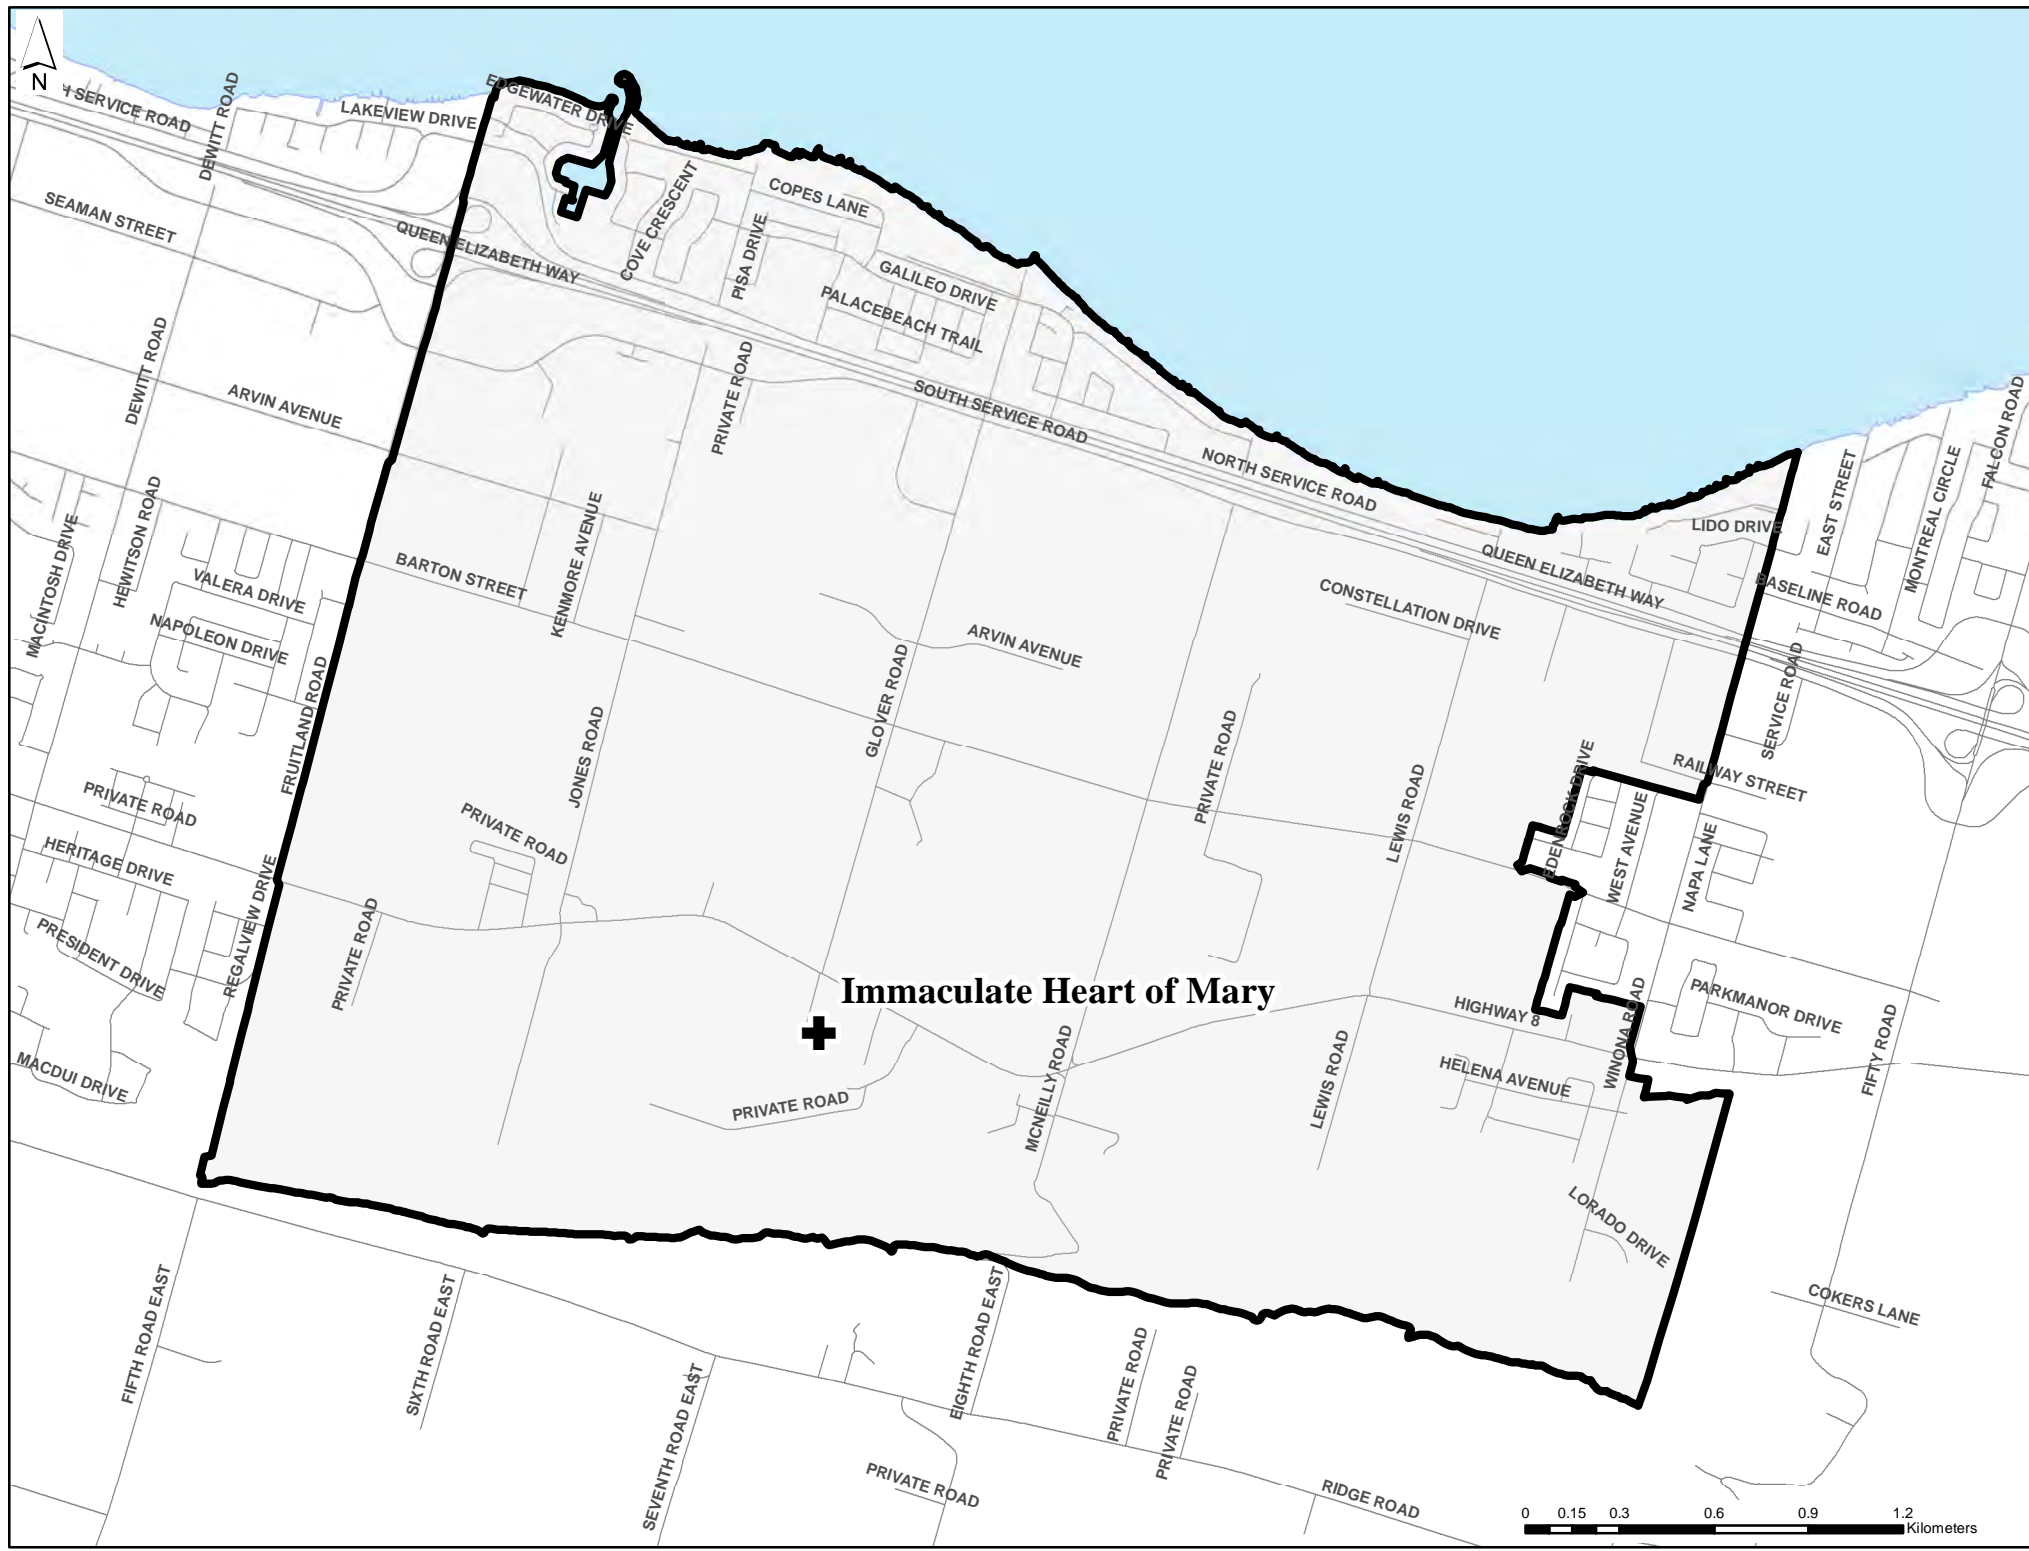 N
H SERVICE ROAD
DEWITT ROAD
LAKEVIEW DRIVE
EDGEWATER DRIVE
SEAMAN STREET
QUEEN ELIZABETH WAY
COVE CRESCENT
PISA DRIVE
COPES LANE
GALILEO DRIVE
PALACEBEACH TRAIL
DEWITT ROAD
ARVIN AVENUE
PRIVATE ROAD
SOUTH SERVICE ROAD
NORTH SERVICE ROAD
FALCON ROAD
EAST STREET
MONTREAL CIRCLE
LIDO DRIVE
QUEEN ELIZABETH WAY
BASELINE ROAD
MACINTOSH DRIVE
HEWITSON ROAD
VALERA DRIVE
NAPOLEON DRIVE
BARTON STREET
KENMORE AVENUE
CONSTELLATION DRIVE
ARVIN AVENUE
FRUITLAND ROAD
JONES ROAD
GLOVER ROAD
PRIVATE ROAD
LEWIS ROAD
SERVICE ROAD
RAILWAY STREET
EDENROCK DRIVE
WEST AVENUE
NAPA LANE
PRIVATE ROAD
HERITAGE DRIVE
PRIVATE ROAD
REGALVIEW DRIVE
PRESIDENT DRIVE
PRIVATE ROAD
Immaculate Heart of Mary
HIGHWAY 8
WINONA ROAD
PARKMANOR DRIVE
FIFTY ROAD
MACDUI DRIVE
PRIVATE ROAD
MCNEILLY ROAD
LEWIS ROAD
HELENA AVENUE
LORADO DRIVE
COKERS LANE
FIFTH ROAD EAST
SIXTH ROAD EAST
SEVENTH ROAD EAST
EIGHTH ROAD EAST
PRIVATE ROAD
PRIVATE ROAD
PRIVATE ROAD
RIDGE ROAD
0 0.15 0.3 0.6 0.9 1.2
Kilometers